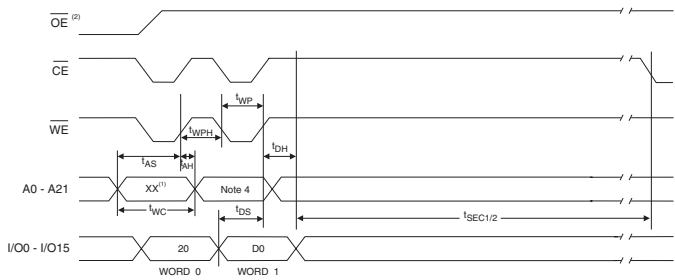 OE (2)
CE
tWP
WE
tWPH
tDH
tAS
tAH
A0 - A21
XX(1)
Note 4
tWC
tDS
tSEC1/2
I/O0 - I/O15
20
D0
WORD 0
WORD 1